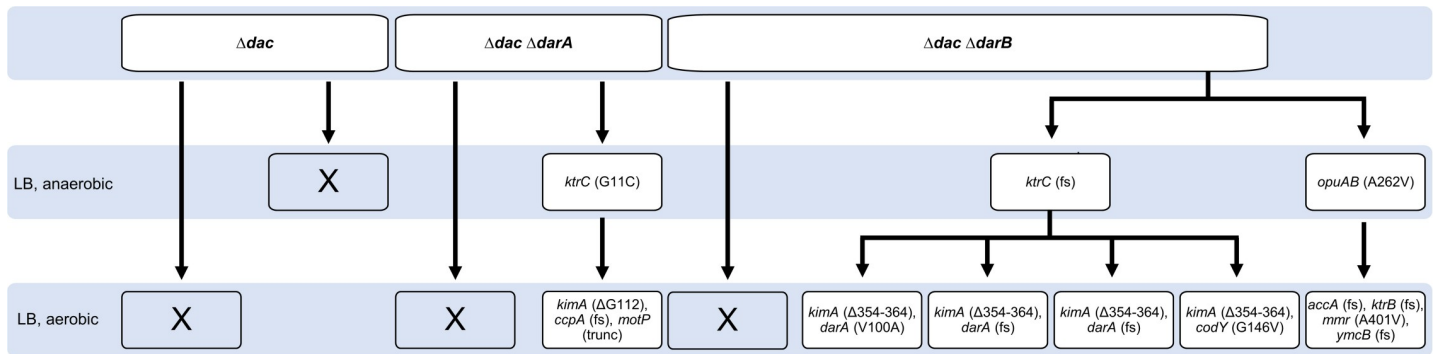 Δdac
Δdac ΔdarA
Δdac ΔdarB
LB, anaerobic
X
ktrC (G11C)
ktrC (fs)
opuAB (A262V)
LB, aerobic
X
X
kimA (ΔG112),
ccpA (fs), motP
(trunc)
X
kimA (Δ354-364),
darA (V100A)
kimA (Δ354-364),
darA (fs)
kimA (Δ354-364),
darA (fs)
kimA (Δ354-364),
codY (G146V)
accA (fs), ktrB (fs),
mmr (A401V),
ymcB (fs)